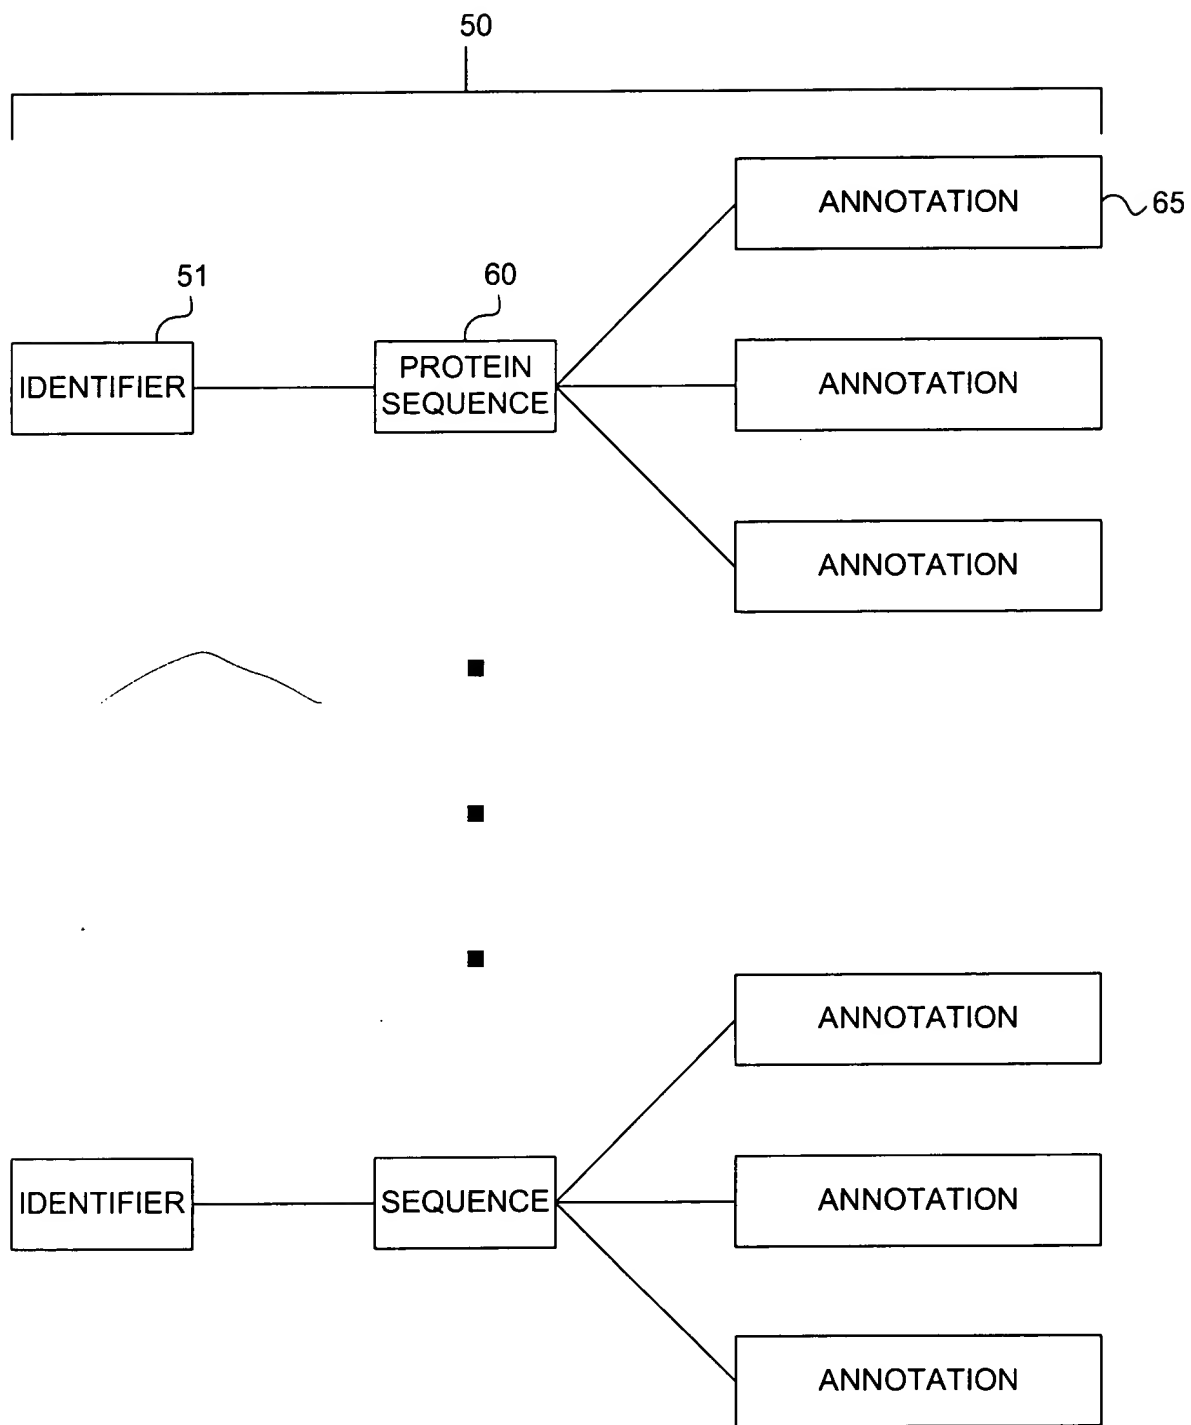 50
ANNOTATION
65
51
60
IDENTIFIER
PROTEIN
SEQUENCE
ANNOTATION
ANNOTATION
ANNOTATION
IDENTIFIER
SEQUENCE
ANNOTATION
ANNOTATION